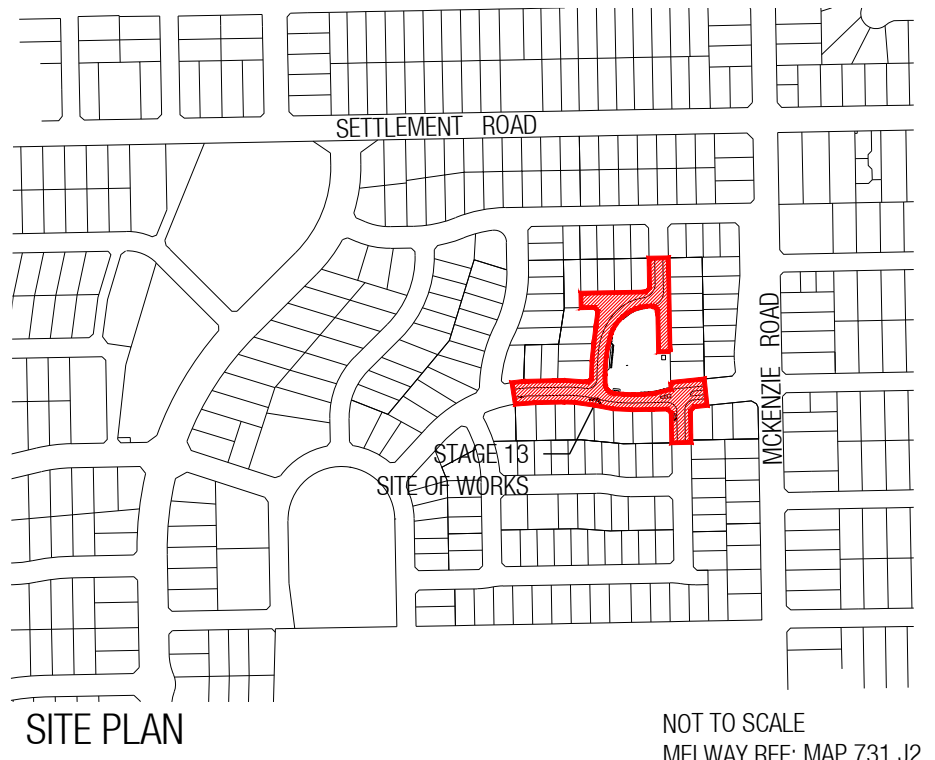 SETTLEMENT ROAD
MCKENZIE ROAD
STAGE 13
SITE OF WORKS
SITE PLAN
NOT TO SCALE
MELWAY REF: MAP 731 J2